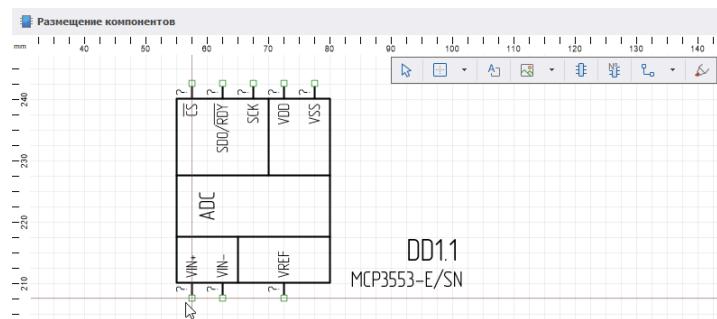 Размещение компонентов
mm 40 50 60 70 80 90 100 110 120 130 140
240
230
220
210
? ? ? ?
CS SDO/RDY SCK VDD VSS
ADC
VIN+ VIN- VREF
? ? ?
DD1.1
MCP3553-E/SN